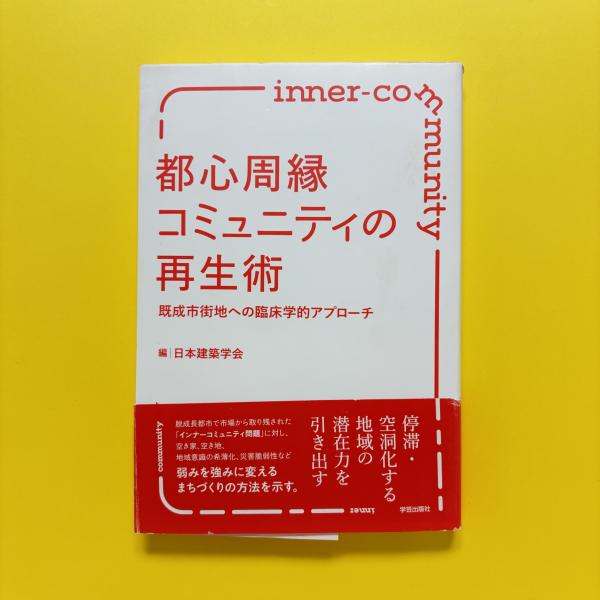 inner-community
都心周縁
コミュニティの
再生術
既成市街地への臨床学的アプローチ
編|日本建築学会
停滞・
空洞化する
地域の
潜在力を
引き出す
脱成長都市で市場から取り残された
「インナーコミュニティ問題」に対し、
空き家、空き地、
地域意識の希薄化、災害脆弱性など
弱みを強みに変える
まちづくりの方法を示す。
community
inner
学芸出版社